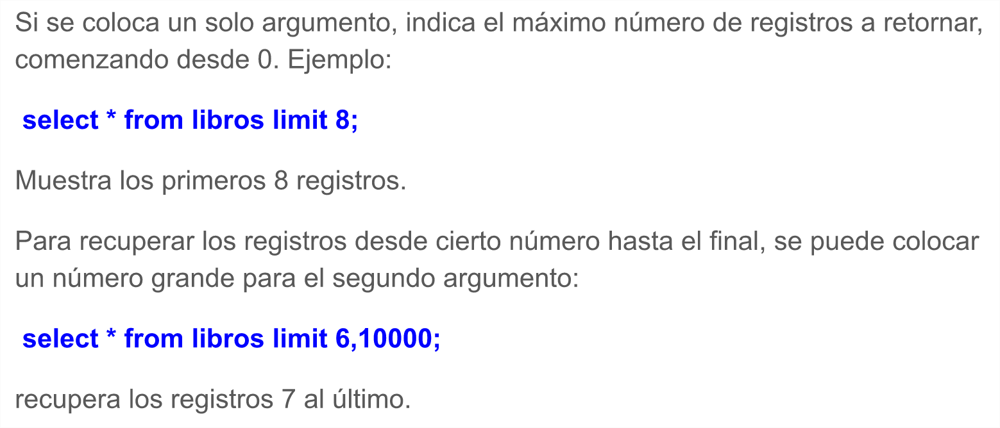 Si se coloca un solo argumento, indica el máximo número de registros a retornar,
comenzando desde 0. Ejemplo:
select * from libros limit 8;
Muestra los primeros 8 registros.
Para recuperar los registros desde cierto número hasta el final, se puede colocar
un número grande para el segundo argumento:
select * from libros limit 6,10000;
recupera los registros 7 al último.